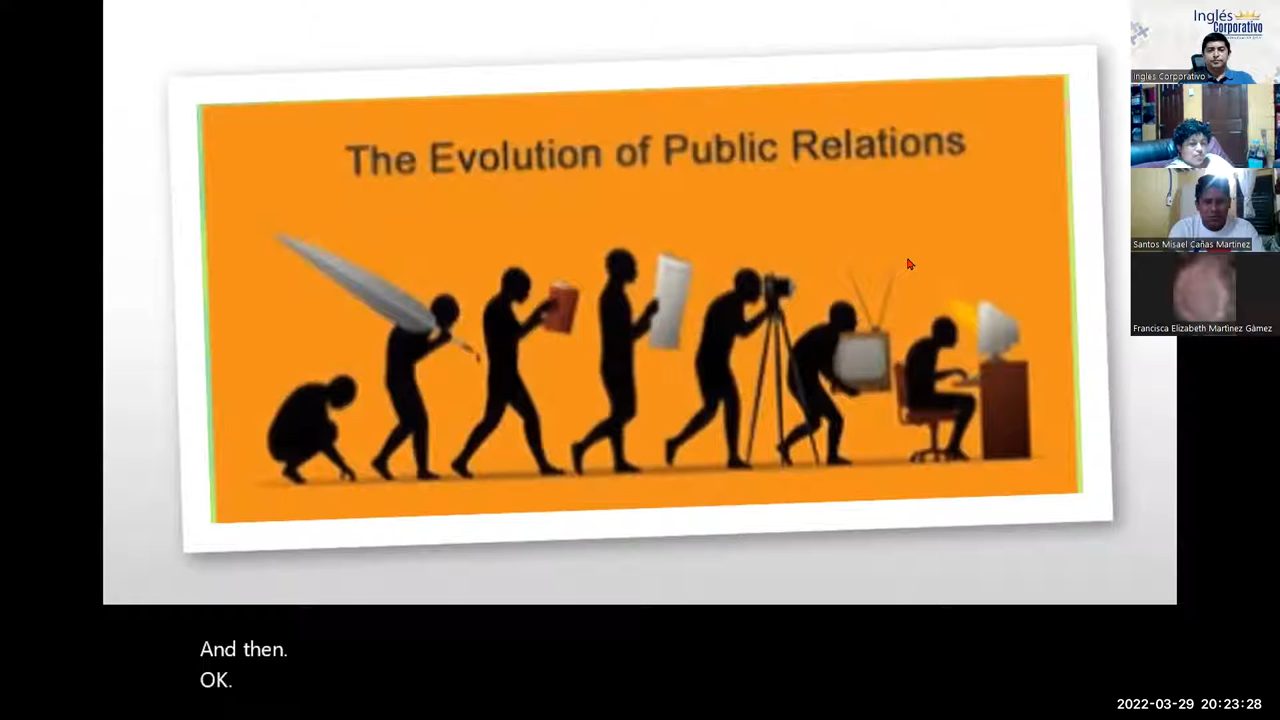 The Evolution of Public Relations
Inglés
Corporativo
Ingles Corporativo
Santos Misael Cañas Martinez
Francisca Elizabeth Martinez Gámez
And then.
OK.
2022-03-29 20:23:28